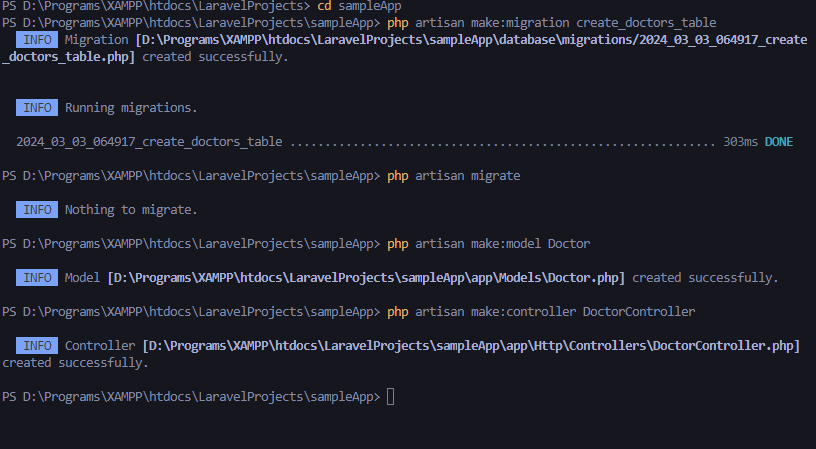 PS D:\Programs\XAMPP\htdocs\LaravelProjects> cd sampleApp
PS D:\Programs\XAMPP\htdocs\LaravelProjects\sampleApp> php artisan make:migration create_doctors_table
INFO Migration [D:\Programs\XAMPP\htdocs\LaravelProjects\sampleApp\database\migrations/2024_03_03_064917_create
_doctors_table.php] created successfully.
INFO Running migrations.
2024_03_03_064917_create_doctors_table ............................................................. 303ms DONE
PS D:\Programs\XAMPP\htdocs\LaravelProjects\sampleApp> php artisan migrate
INFO Nothing to migrate.
PS D:\Programs\XAMPP\htdocs\LaravelProjects\sampleApp> php artisan make:model Doctor
INFO Model [D:\Programs\XAMPP\htdocs\LaravelProjects\sampleApp\app\Models\Doctor.php] created successfully.
PS D:\Programs\XAMPP\htdocs\LaravelProjects\sampleApp> php artisan make:controller DoctorController
INFO Controller [D:\Programs\XAMPP\htdocs\LaravelProjects\sampleApp\app\Http\Controllers\DoctorController.php]
created successfully.
PS D:\Programs\XAMPP\htdocs\LaravelProjects\sampleApp>